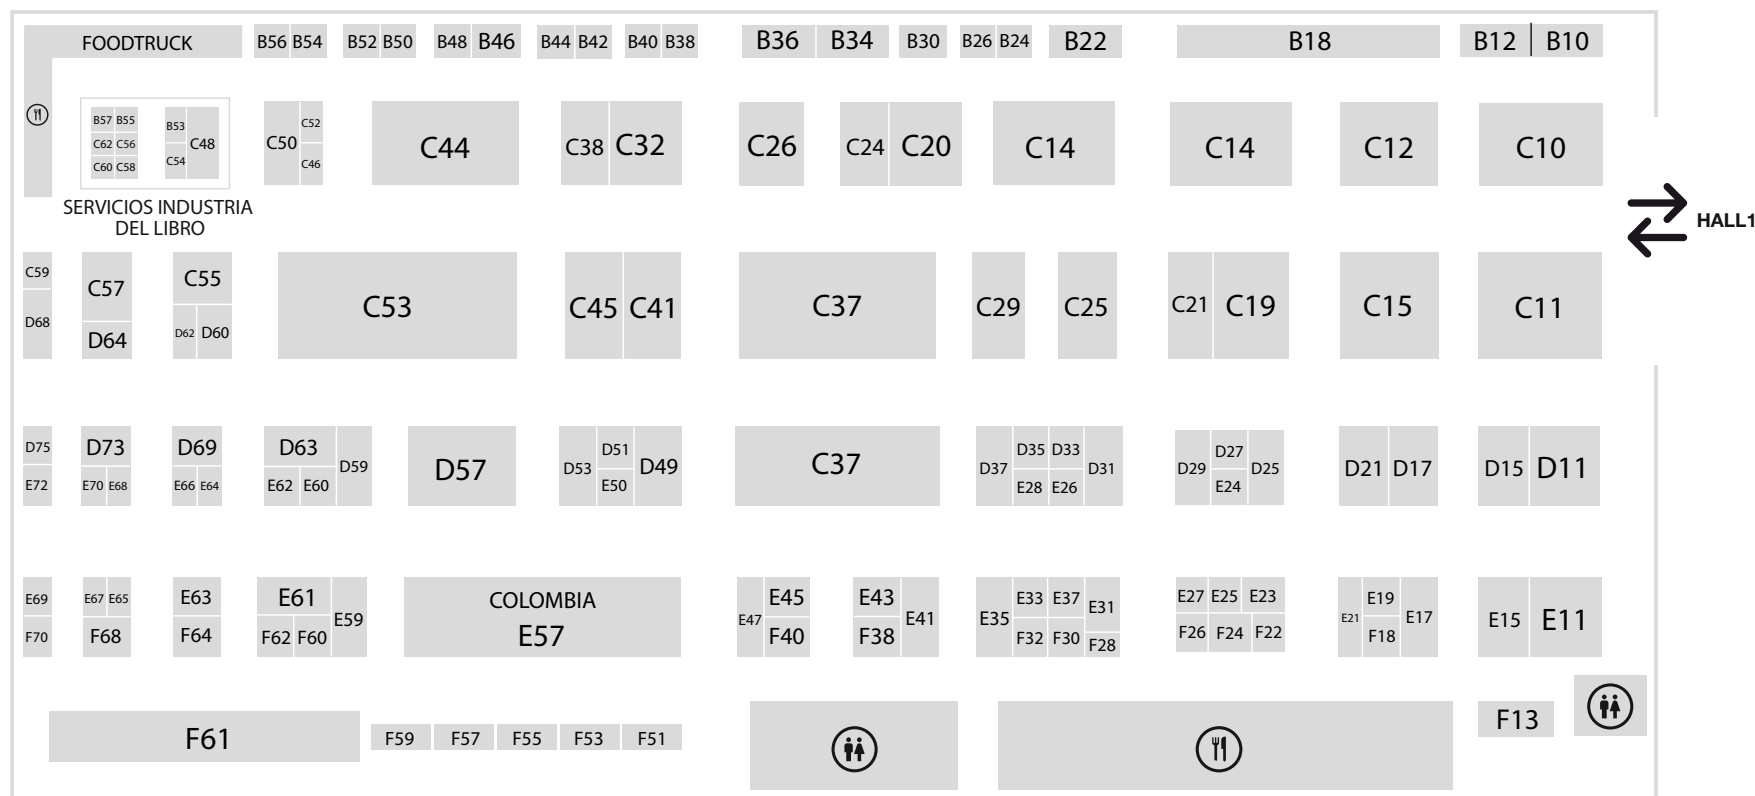 FOODTRUCK B56 B54 B52 B50 B48 B46 B44 B42 B40 B38 B36 B34 B30 B26 B24 B22 B18 B12 B10
B57 B55 B53 C48 C50 C52 C44 C38 C32 C26 C24 C20 C14 C14 C12 C10
C62 C56
C54 C46
C60 C58
SERVICIOS INDUSTRIA
DEL LIBRO
HALL1
C59 C57 C55 C53 C45 C41 C37 C29 C25 C21 C19 C15 C11
D68 D64 D62 D60
D75 D73 D69 D63 D59 D57 D53 D51 D49 C37 D37 D35 D33 D31 D29 D27 D25 D21 D17 D15 D11
E72 E70 E68 E66 E64 E62 E60 E50 E28 E26 E24
E69 E67 E65 E63 E61 E59 COLOMBIA E47 E45 E43 E41 E35 E33 E37 E31 E27 E25 E23 E21 E19 E17 E15 E11
F70 F68 F64 F62 F60 E57 F40 F38 F32 F30 F28 F26 F24 F22 F18
F61 F59 F57 F55 F53 F51 F13